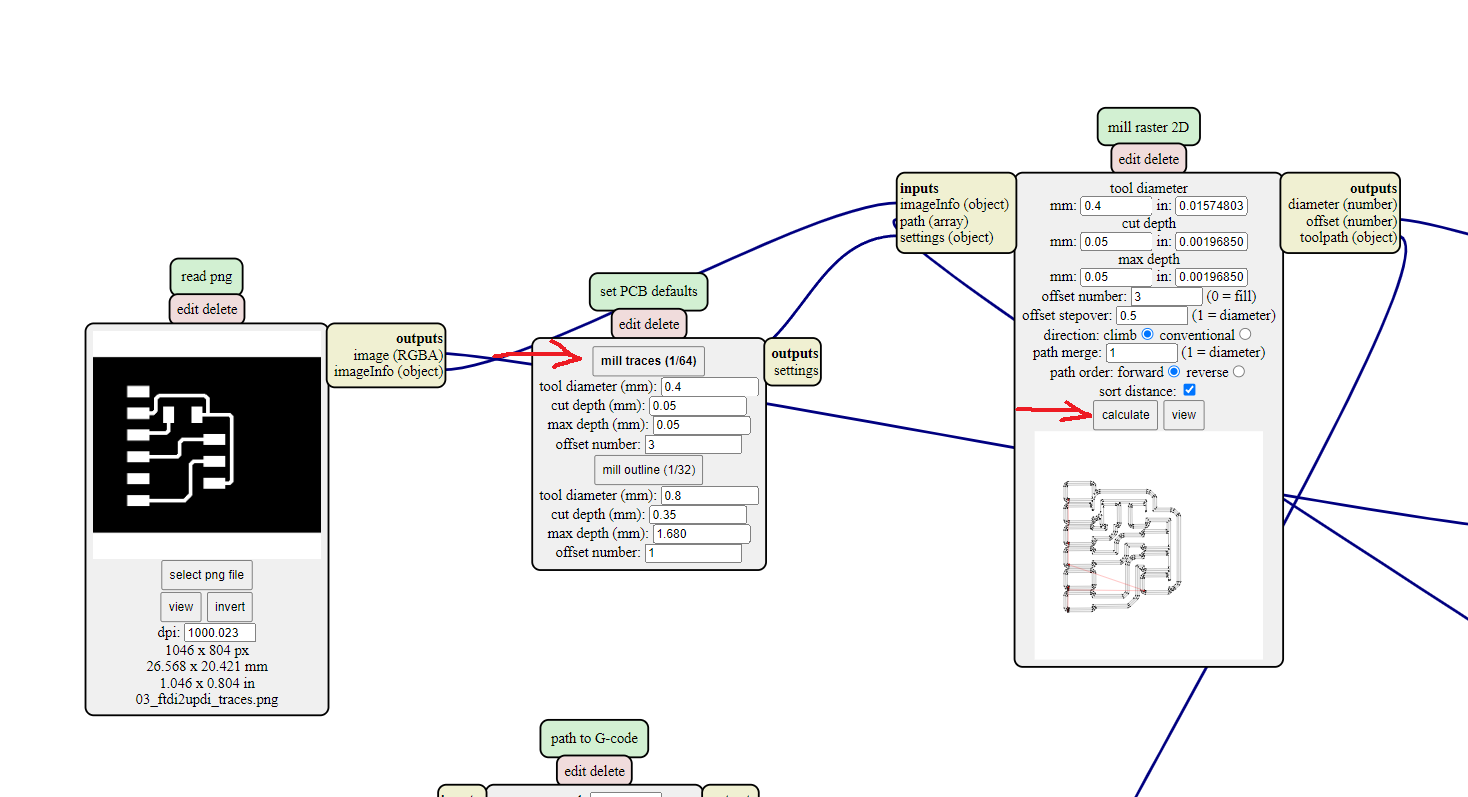 read png
edit delete
outputs
image (RGBA)
imageInfo (object)
select png file
view invert
dpi: 1000.023
1046 x 804 px
26.568 x 20.421 mm
1.046 x 0.804 in
03_ftdi2updi_traces.png
set PCB defaults
edit delete
mill traces (1/64)
tool diameter (mm): 0.4
cut depth (mm): 0.05
max depth (mm): 0.05
offset number: 3
mill outline (1/32)
tool diameter (mm): 0.8
cut depth (mm): 0.35
max depth (mm): 1.680
offset number: 1
outputs
settings
path to G-code
edit delete
mill raster 2D
edit delete
inputs
imageInfo (object)
path (array)
settings (object)
tool diameter
mm: 0.4 in: 0.01574803
cut depth
mm: 0.05 in: 0.00196850
max depth
mm: 0.05 in: 0.00196850
offset number: 3 (0 = fill)
offset stepover: 0.5 (1 = diameter)
direction: climb conventional
path merge: 1 (1 = diameter)
path order: forward reverse
sort distance:
calculate view
outputs
diameter (number)
offset (number)
toolpath (object)